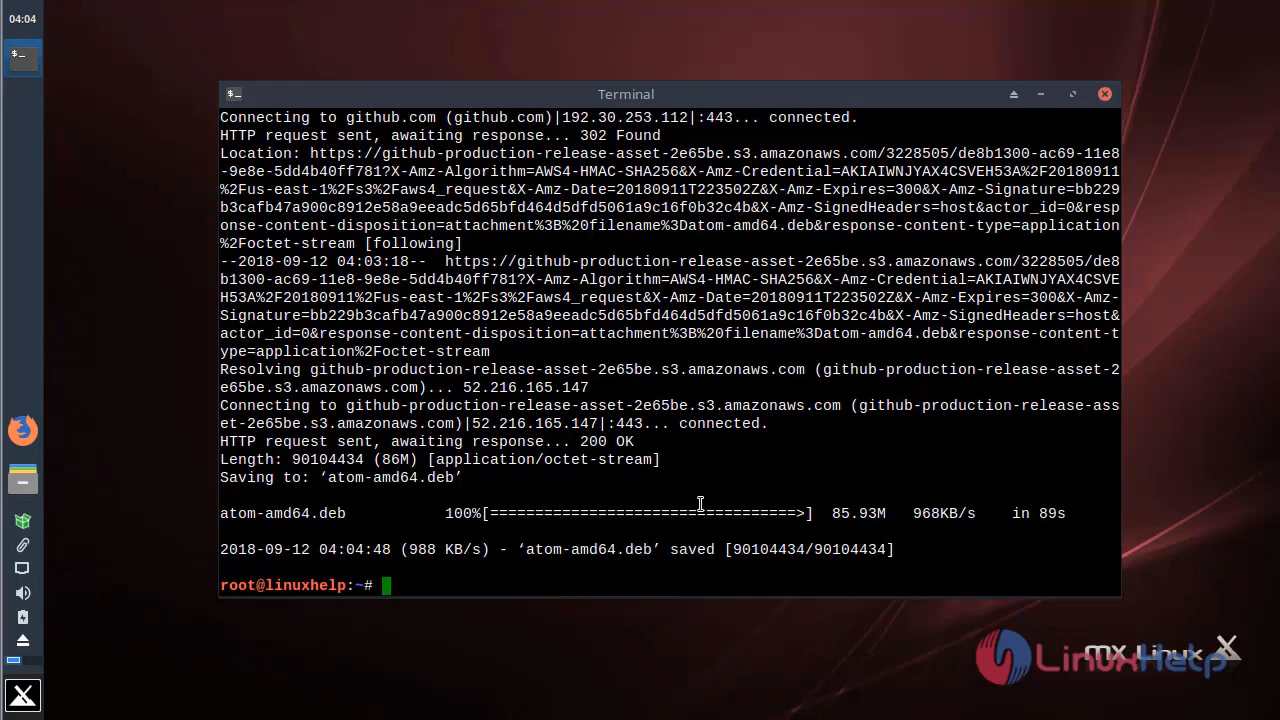 04:04
$_
$_
Terminal
Connecting to github.com (github.com)|192.30.253.112|:443... connected.
HTTP request sent, awaiting response... 302 Found
Location: https://github-production-release-asset-2e65be.s3.amazonaws.com/3228505/de8b1300-ac69-11e8
-9e8e-5dd4b40ff781?X-Amz-Algorithm=AWS4-HMAC-SHA256&X-Amz-Credential=AKIAIWNJYAX4CSVEH53A%2F20180911
%2Fus-east-1%2Fs3%2Faws4_request&X-Amz-Date=20180911T223502Z&X-Amz-Expires=300&X-Amz-Signature=bb229
b3cafb47a900c8912e58a9eeadc5d65bfd464d5dfd5061a9c16f0b32c4b&X-Amz-SignedHeaders=host&actor_id=0&resp
onse-content-disposition=attachment%3B%20filename%3Datom-amd64.deb&response-content-type=application
%2Foctet-stream [following]
--2018-09-12 04:03:18--  https://github-production-release-asset-2e65be.s3.amazonaws.com/3228505/de8
b1300-ac69-11e8-9e8e-5dd4b40ff781?X-Amz-Algorithm=AWS4-HMAC-SHA256&X-Amz-Credential=AKIAIWNJYAX4CSVE
H53A%2F20180911%2Fus-east-1%2Fs3%2Faws4_request&X-Amz-Date=20180911T223502Z&X-Amz-Expires=300&X-Amz-
Signature=bb229b3cafb47a900c8912e58a9eeadc5d65bfd464d5dfd5061a9c16f0b32c4b&X-Amz-SignedHeaders=host&
actor_id=0&response-content-disposition=attachment%3B%20filename%3Datom-amd64.deb&response-content-t
ype=application%2Foctet-stream
Resolving github-production-release-asset-2e65be.s3.amazonaws.com (github-production-release-asset-2
e65be.s3.amazonaws.com)... 52.216.165.147
Connecting to github-production-release-asset-2e65be.s3.amazonaws.com (github-production-release-ass
et-2e65be.s3.amazonaws.com)|52.216.165.147|:443... connected.
HTTP request sent, awaiting response... 200 OK
Length: 90104434 (86M) [application/octet-stream]
Saving to: ‘atom-amd64.deb’
atom-amd64.deb           100%[==================================>]  85.93M   968KB/s    in 89s
2018-09-12 04:04:48 (988 KB/s) - ‘atom-amd64.deb’ saved [90104434/90104434]
root@linuxhelp:~#
mx Linux
LinuxHelp